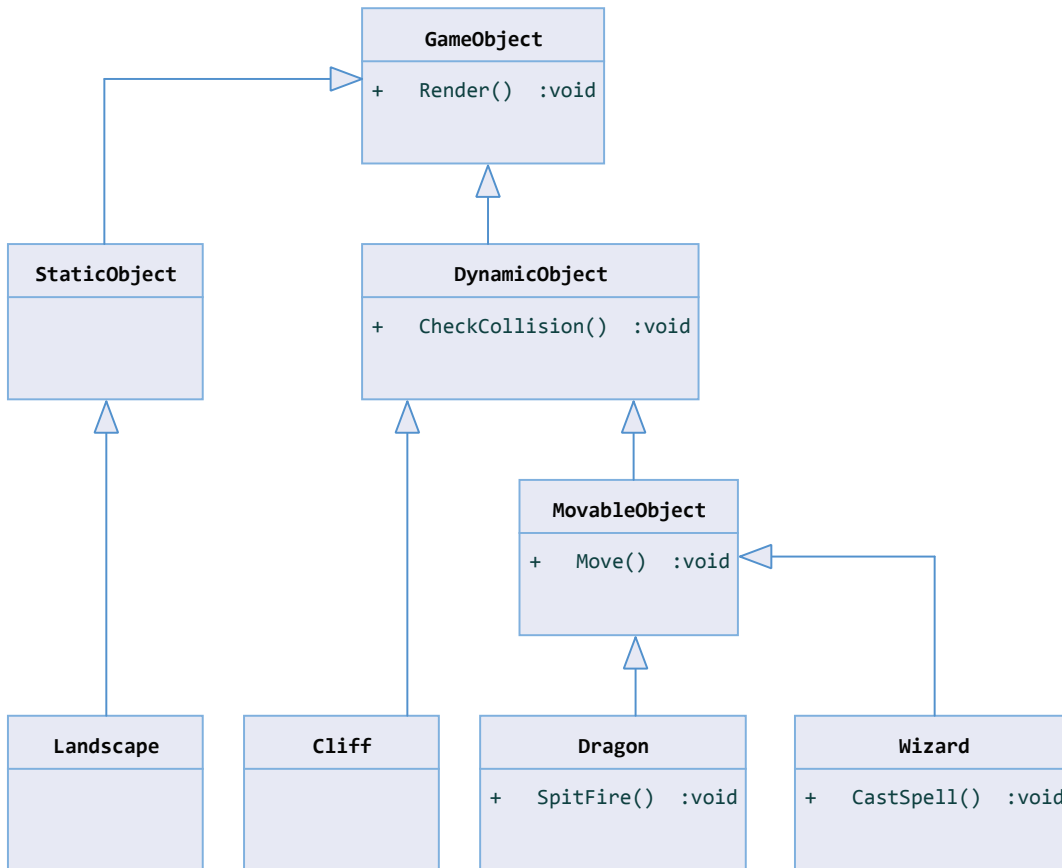 GameObject
+ Render() :void
StaticObject
DynamicObject
+ CheckCollision() :void
MovableObject
+ Move() :void
Landscape
Cliff
Dragon
Wizard
+ SpitFire() :void
+ CastSpell() :void